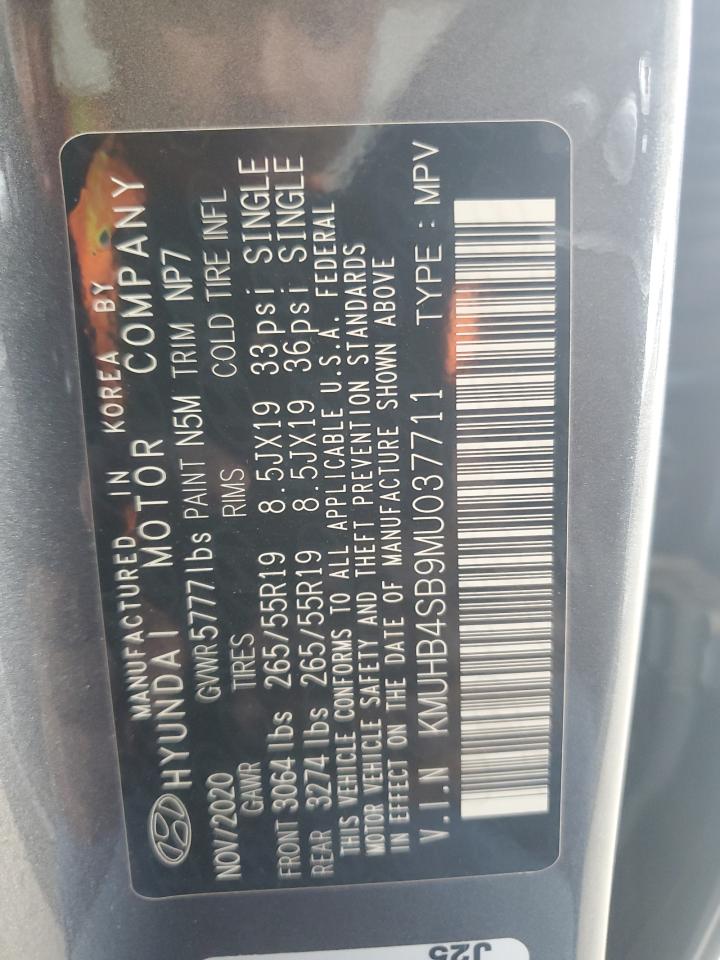 MANUFACTURED IN KOREA BY
HYUNDAI MOTOR COMPANY
NOV/2020 GVWR 5777 lbs PAINT N5M TRIM NP7
GAWR TIRES RIMS COLD TIRE INFL
FRONT 3064 lbs 265/55R19 8.5JX19 33psi SINGLE
REAR 3274 lbs 265/55R19 8.5JX19 36psi SINGLE
THIS VEHICLE CONFORMS TO ALL APPLICABLE U.S.A. FEDERAL
MOTOR VEHICLE SAFETY AND THEFT PREVENTION STANDARDS
IN EFFECT ON THE DATE OF MANUFACTURE SHOWN ABOVE
V.I.N KMUHB4SB9MU037711 TYPE : MPV
J25